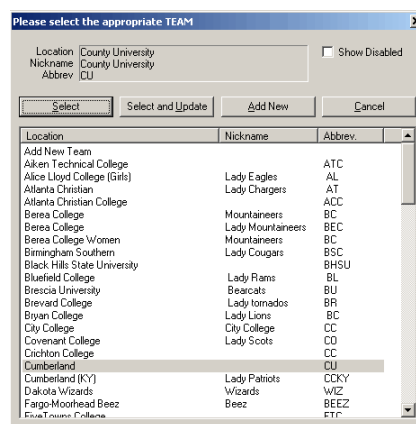 Please select the appropriate TEAM
Location County University
Nickname County University
Abbrev CU
Show Disabled
Select Select and Update Add New Cancel
Location Nickname Abbrev.
Add New Team
Aiken Technical College ATC
Alice Lloyd College (Girls) Lady Eagles AL
Atlanta Christian Lady Chargers AT
Atlanta Christian College ACC
Berea College Mountaineers BC
Berea College Lady Mountaineers BEC
Berea College Women Mountaineers BC
Birmingham Southern Lady Cougars BSC
Black Hills State University BHSU
Bluefield College Lady Rams BL
Brescia University Bearcats BU
Brevard College Lady tornados BR
Bryan College Lady Lions BC
City College City College CC
Covenant College Lady Scots CO
Crichton College CC
Cumberland CU
Cumberland (KY) Lady Patriots CCKY
Dakota Wizards Wizards WIZ
Fargo-Moorhead Beez Beez BEEZ
FiveTowns College FTC